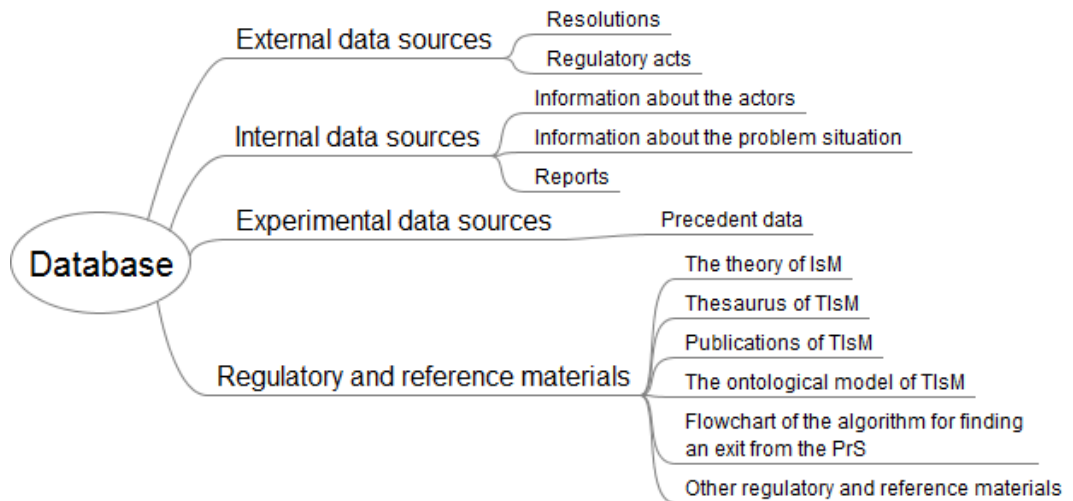 Database
External data sources
Resolutions
Regulatory acts
Internal data sources
Information about the actors
Information about the problem situation
Reports
Experimental data sources
Precedent data
Regulatory and reference materials
The theory of IsM
Thesaurus of TIsM
Publications of TIsM
The ontological model of TIsM
Flowchart of the algorithm for finding
an exit from the PrS
Other regulatory and reference materials